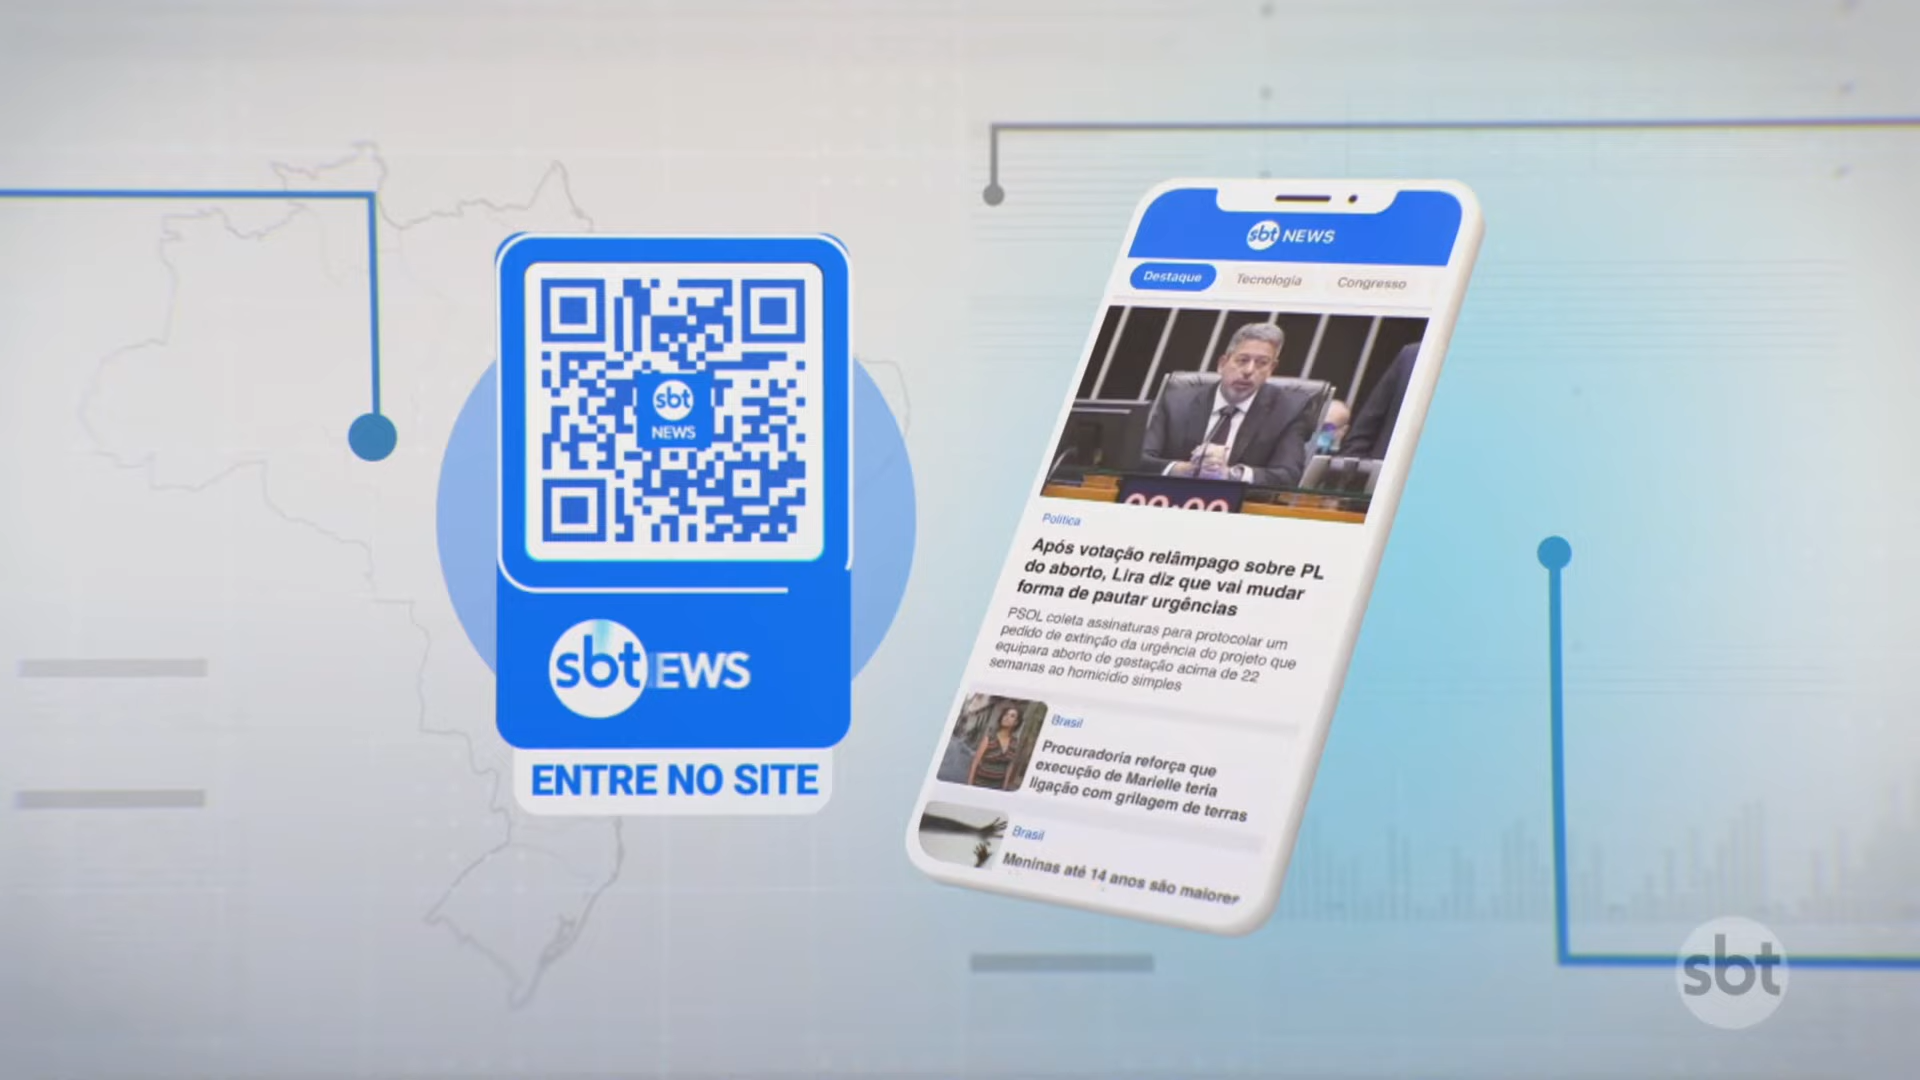 sbt
NEWS
sbt EWS
ENTRE NO SITE
sbt NEWS
Destaque
Tecnologia
Congresso
00:00
Política
Após votação relâmpago sobre PL
do aborto, Lira diz que vai mudar
forma de pautar urgências
PSOL coleta assinaturas para protocolar um
pedido de extinção da urgência do projeto que
equipara aborto de gestação acima de 22
semanas ao homicídio simples
Brasil
Procuradoria reforça que
execução de Marielle teria
ligação com grilagem de terras
Brasil
Meninas até 14 anos são maiores
sbt